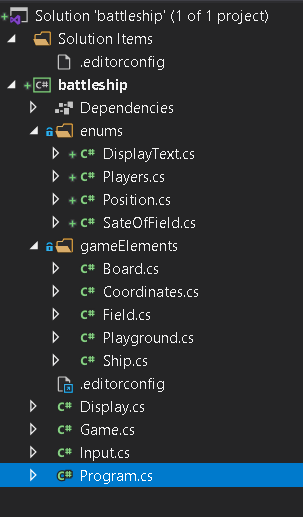 Solution 'battleship' (1 of 1 project)
Solution Items
.editorconfig
C# battleship
Dependencies
enums
C# DisplayText.cs
C# Players.cs
C# Position.cs
C# SateOfField.cs
gameElements
C# Board.cs
C# Coordinates.cs
C# Field.cs
C# Playground.cs
C# Ship.cs
.editorconfig
C# Display.cs
C# Game.cs
C# Input.cs
C# Program.cs